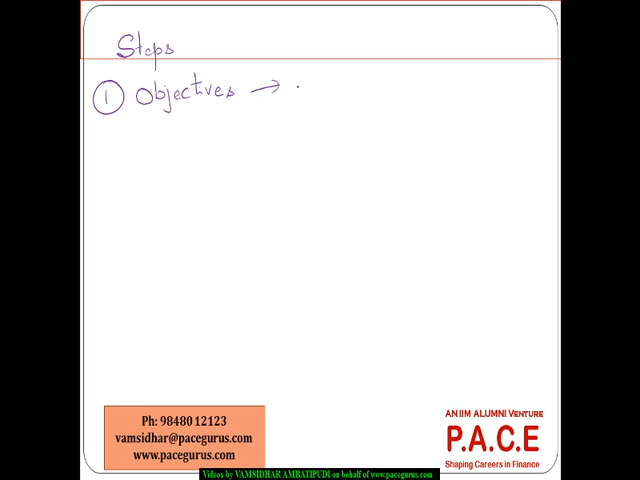 Steps
① Objectives →
Ph: 98480 12123
vamsidhar@pacegurus.com
www.pacegurus.com
AN IIM ALUMNI VENTURE
P.A.C.E
Shaping Careers in Finance
Videos by VAMSIDHAR AMBATIPUDI on behalf of www.pacegurus.com